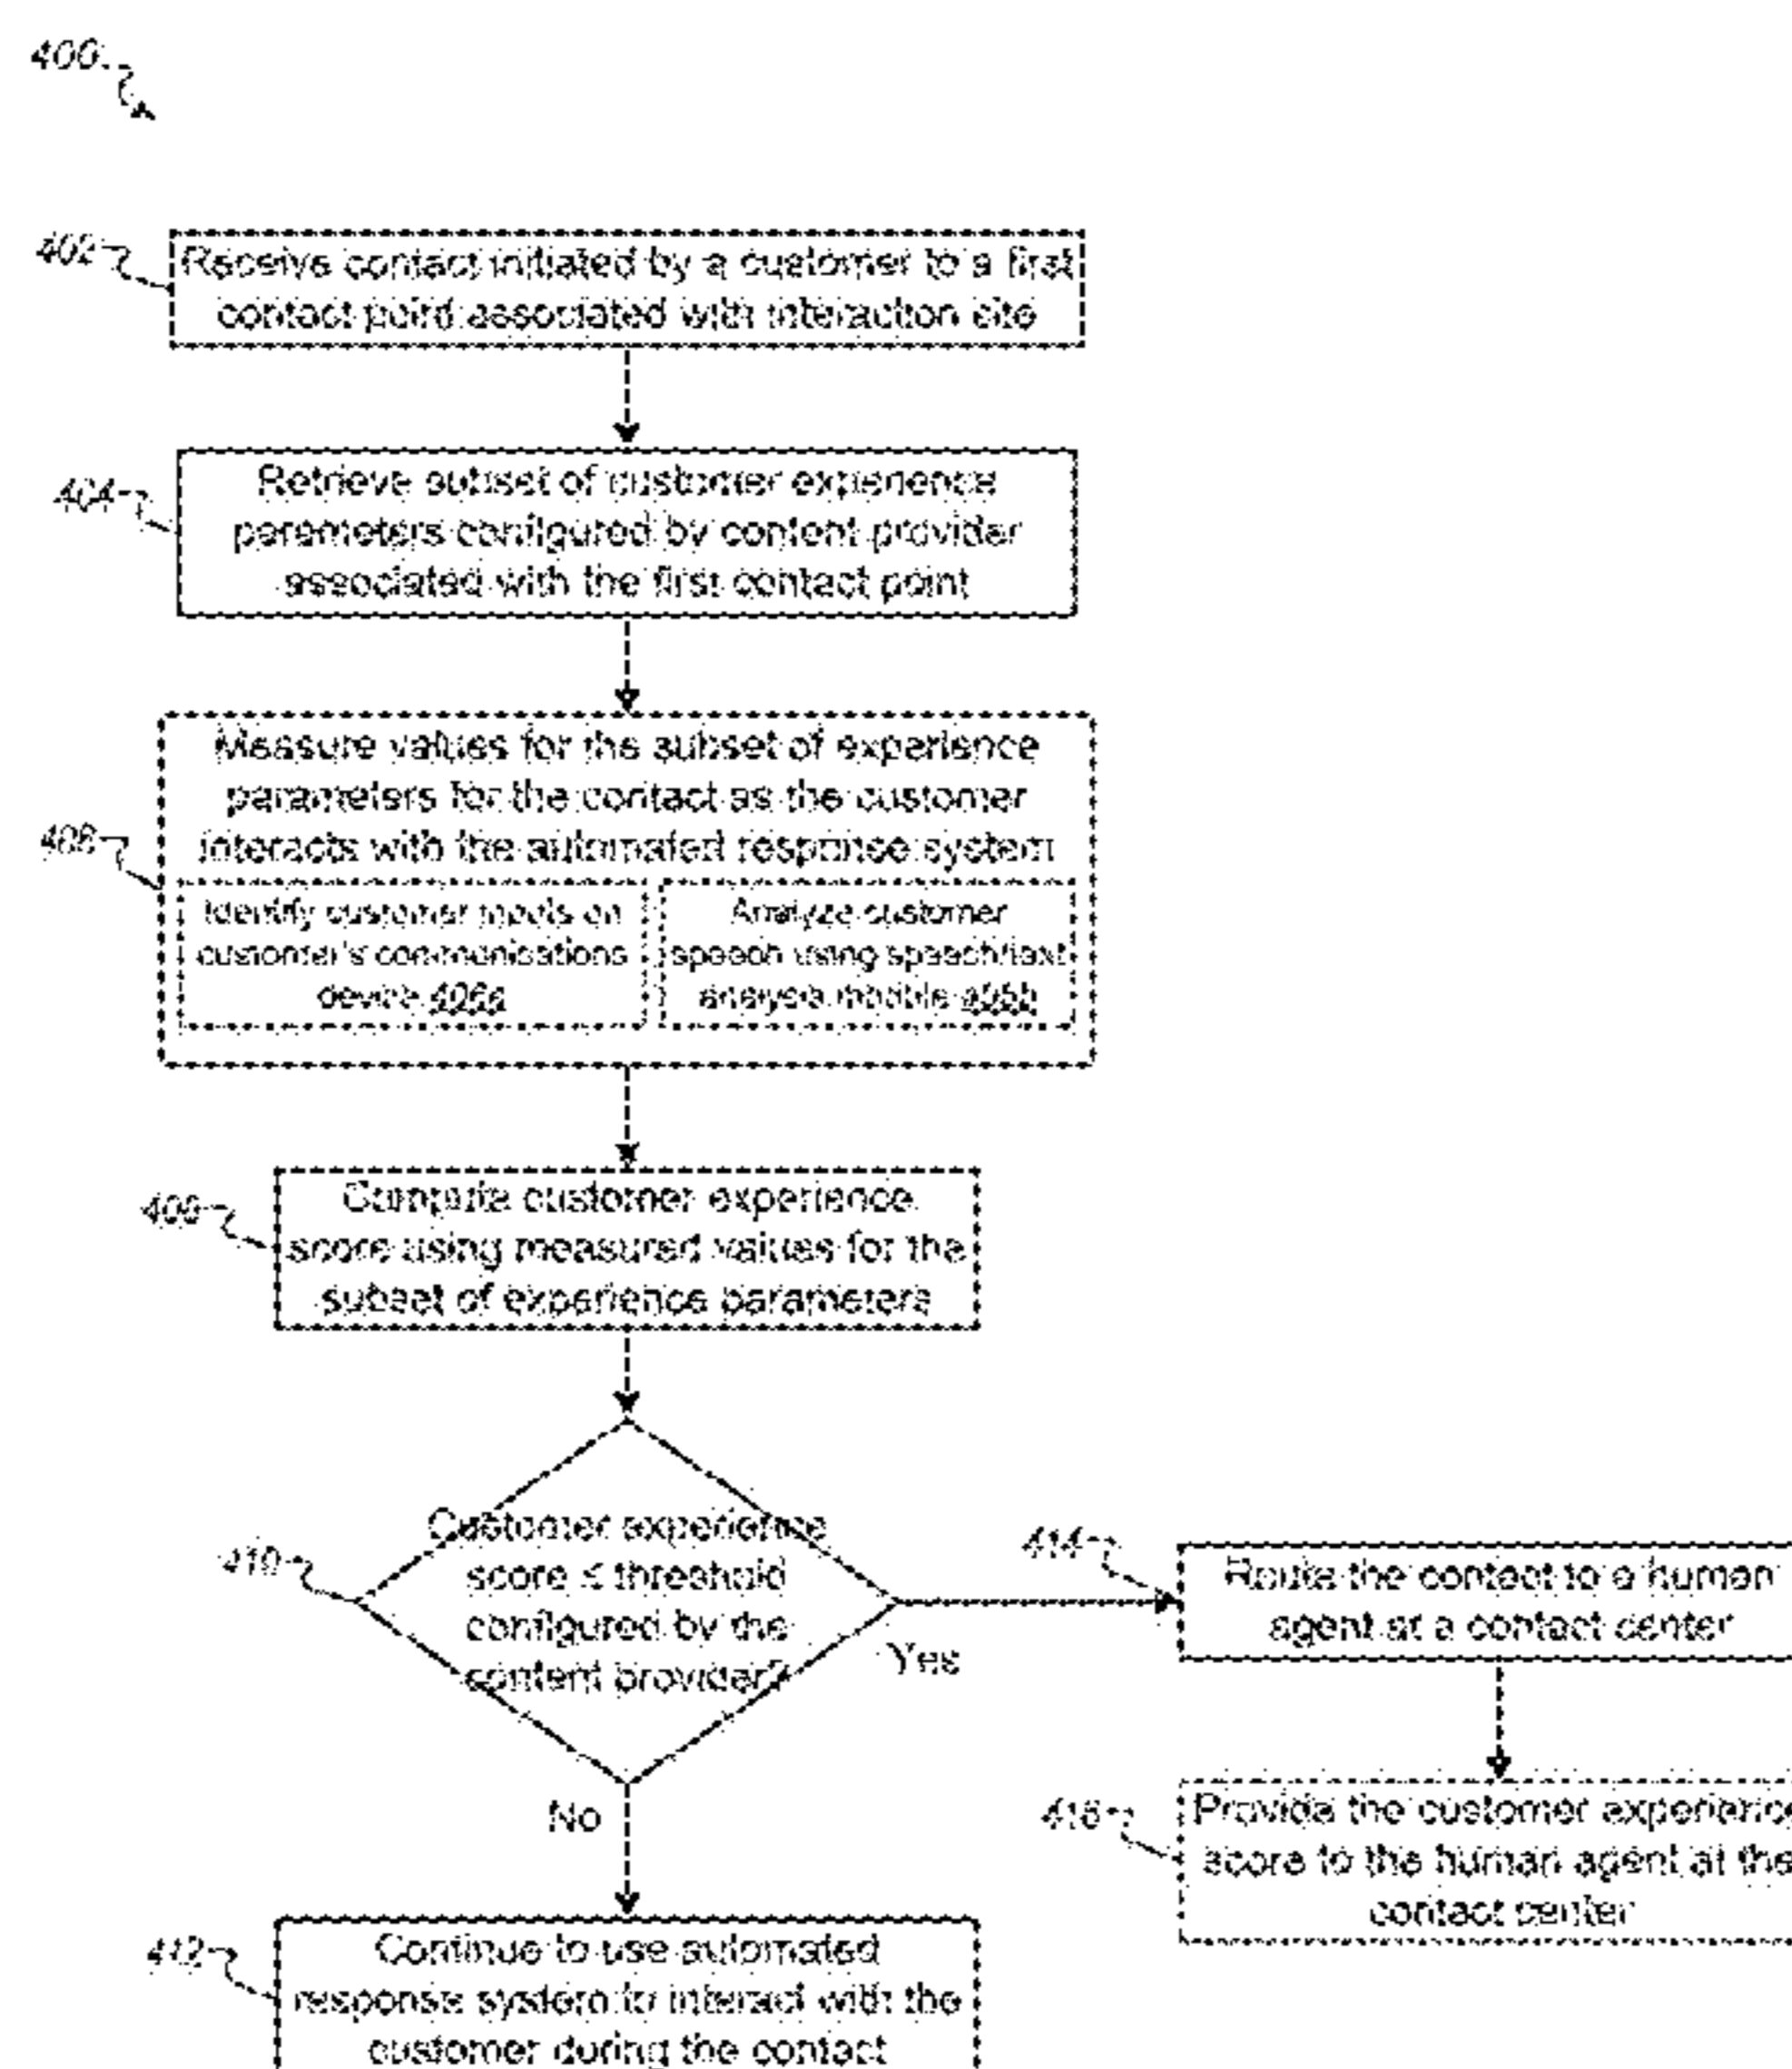 400
402
Receive contact initiated by a customer to a first
contact point associated with interaction site
404
Retrieve subset of customer experience
parameters configured by content provider
associated with the first contact point
Measure values for the subset of experience
parameters for the contact as the customer
interacts with the automated response system
Identify customer inputs on
customer's communications
device 406a
Analyze customer
speech using speech/text
analysis module 406b
Compute customer experience
score using measured values for the
subset of experience parameters
410
Customer experience
score ≤ threshold
configured by the
content provider?
Yes
No
414
Route the contact to a human
agent at a contact center
416
Provide the customer experience
score to the human agent at the
contact center
412
Continue to use automated
response system to interact with the
customer during the contact